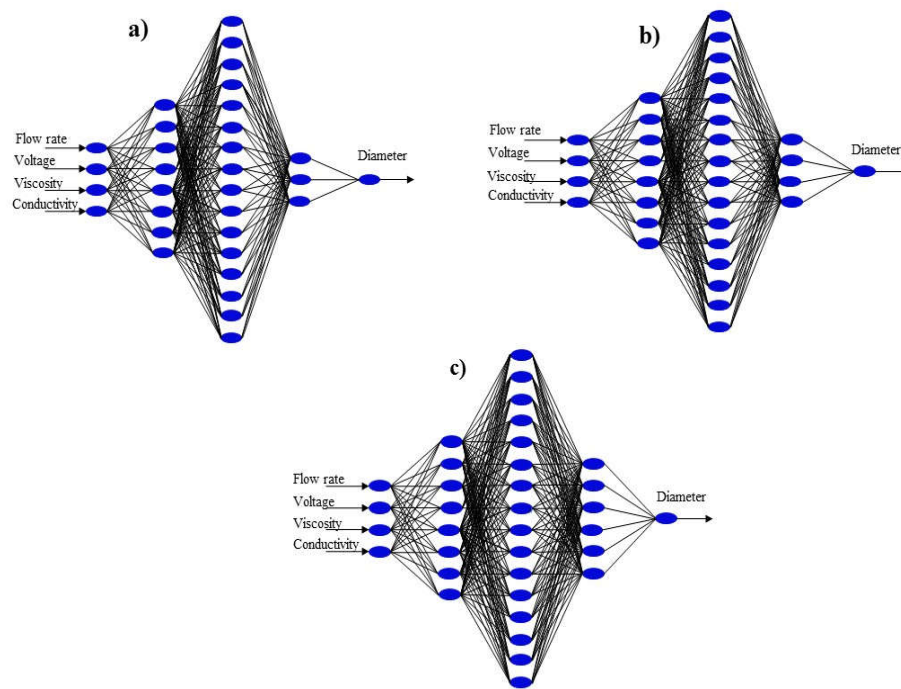 a)
Flow rate
Voltage
Viscosity
Conductivity
Diameter
b)
Flow rate
Voltage
Viscosity
Conductivity
Diameter
c)
Flow rate
Voltage
Viscosity
Conductivity
Diameter